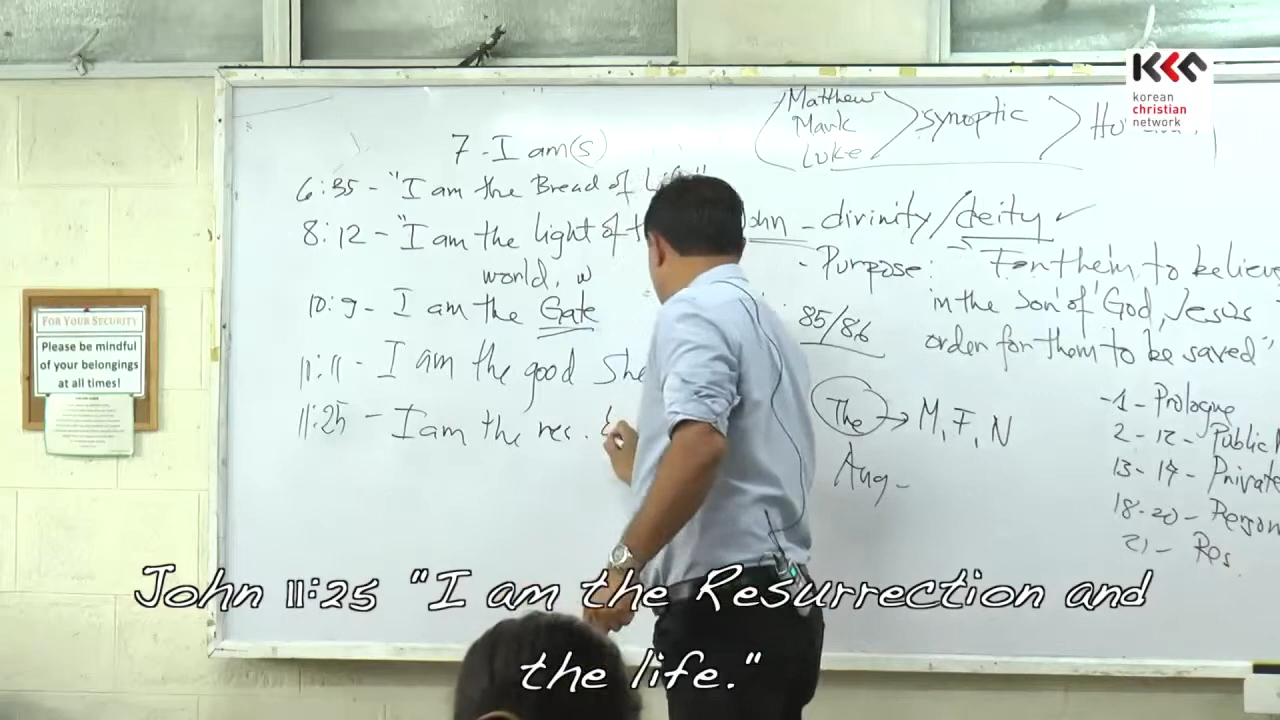 KCN
korean
christian
network
Matthew
Mark
Luke
synoptic
7 - I am(s)
6:35 - "I am the Bread of Life"
8:12 - "I am the light of
world, w
10:9 - I am the Gate
11:11 - I am the good She
11:25 - I am the res. &
John - divinity/deity ✓
- Purpose: "For them to believe
in the Son of God, Jesus
order for them to be saved"
85/86
The → M, F, N
Aug -
- 1 - Prologue
2 - 12 - Public
13 - 17 - Private
18-20 - Person
21 - Res.
FOR YOUR SECURITY
Please be mindful
of your belongings
at all times!
John 11:25 "I am the Resurrection and
the life."